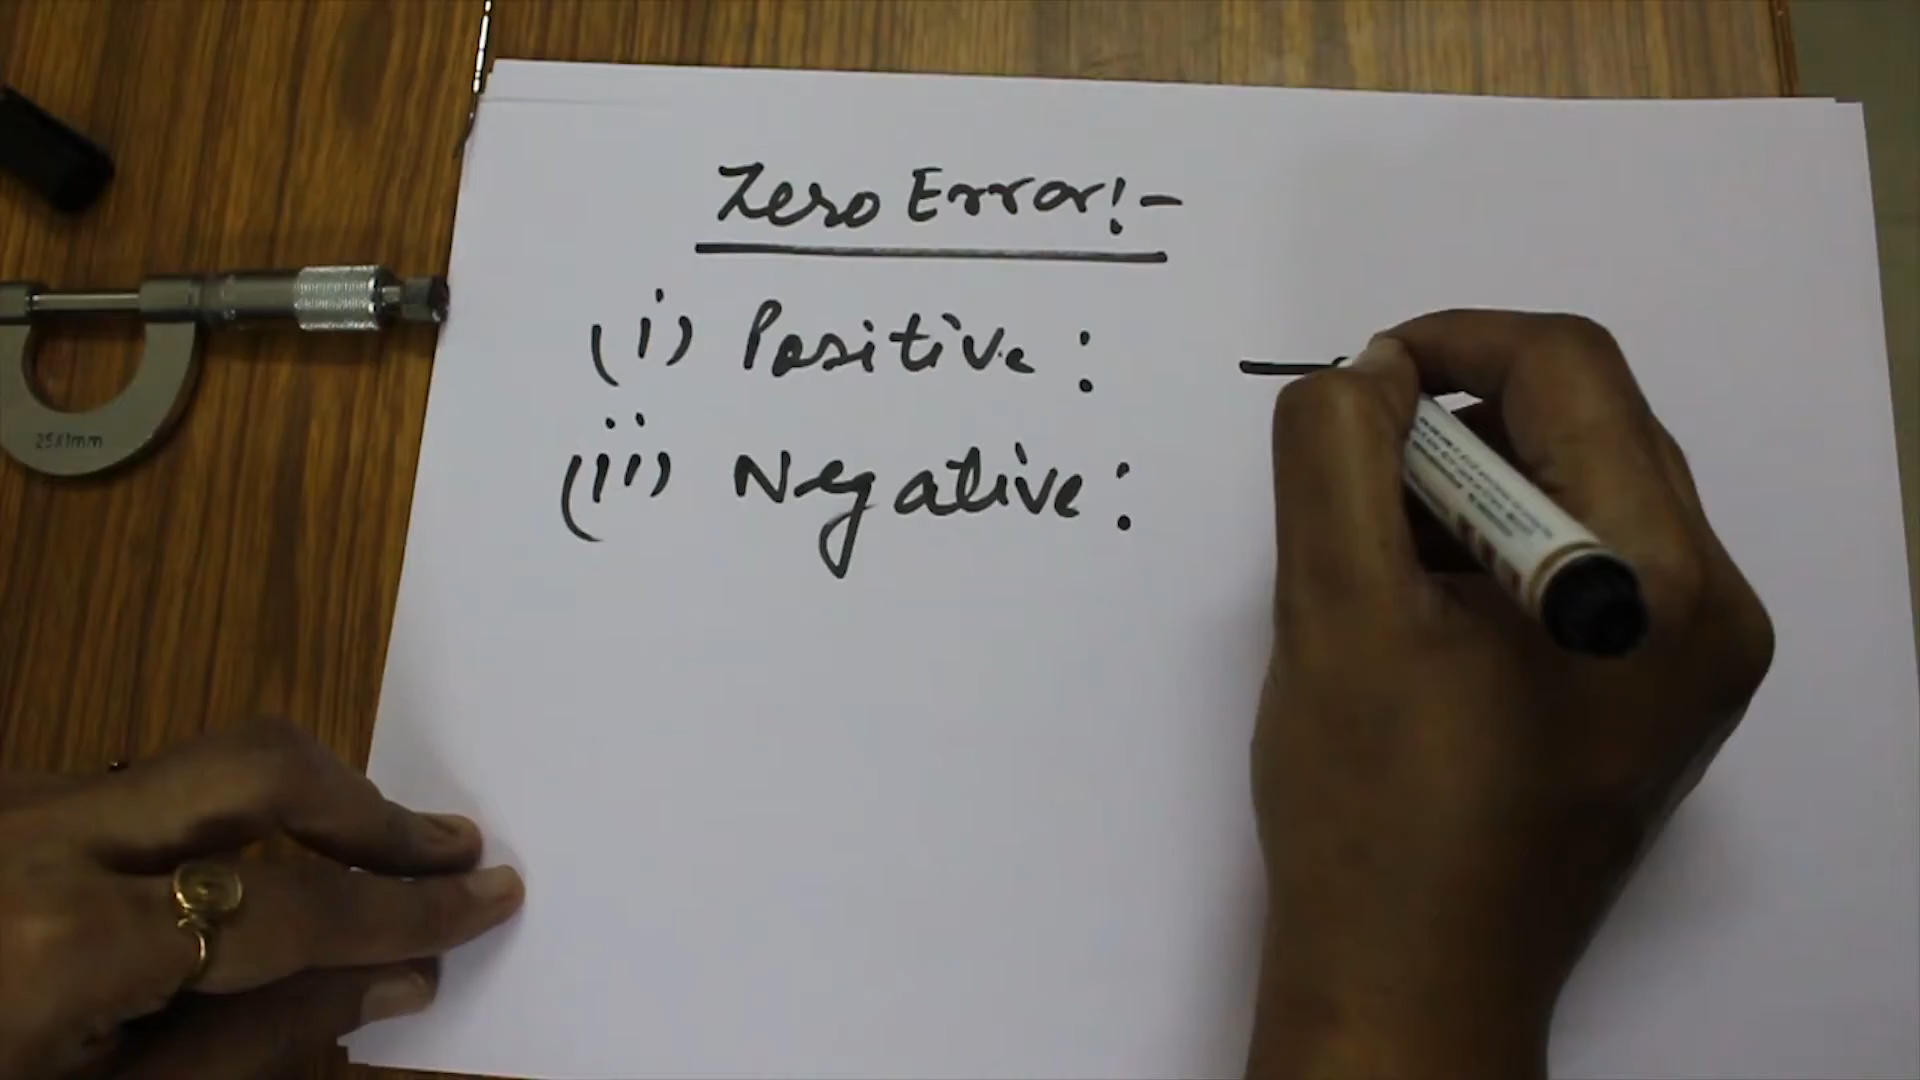 Zero Error:-
(i) Positive:
(ii) Negative:
25X1mm